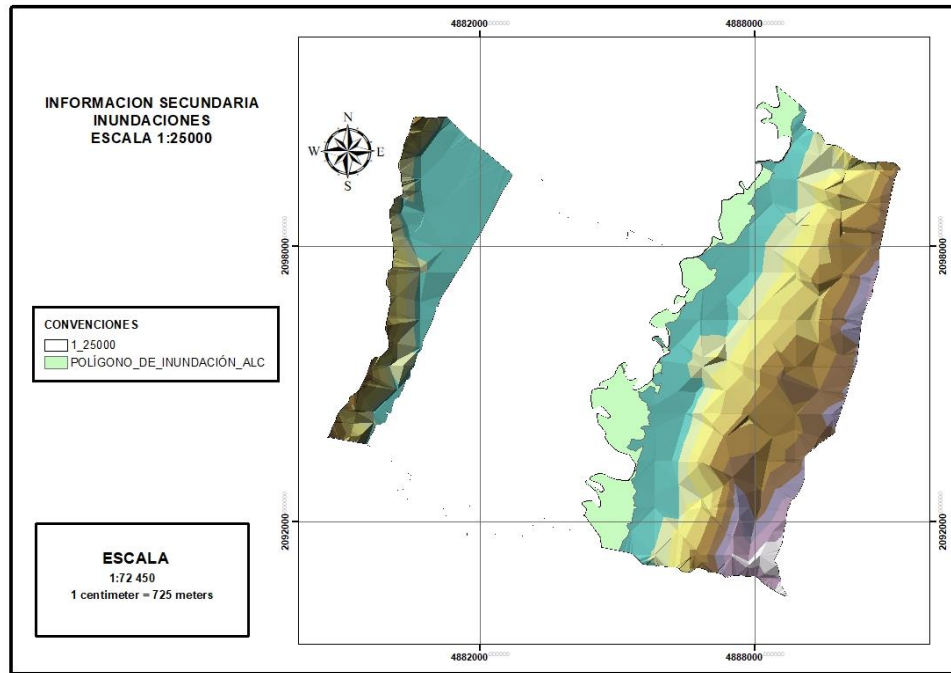 INFORMACION SECUNDARIA
INUNDACIONES
ESCALA 1:25000
N
W E
S
4882000 4888000
2098000 2098000
2092000 2092000
4882000 4888000
CONVENCIONES
1_25000
POLÍGONO_DE_INUNDACIÓN_ALC
ESCALA
1:72 450
1 centimeter = 725 meters